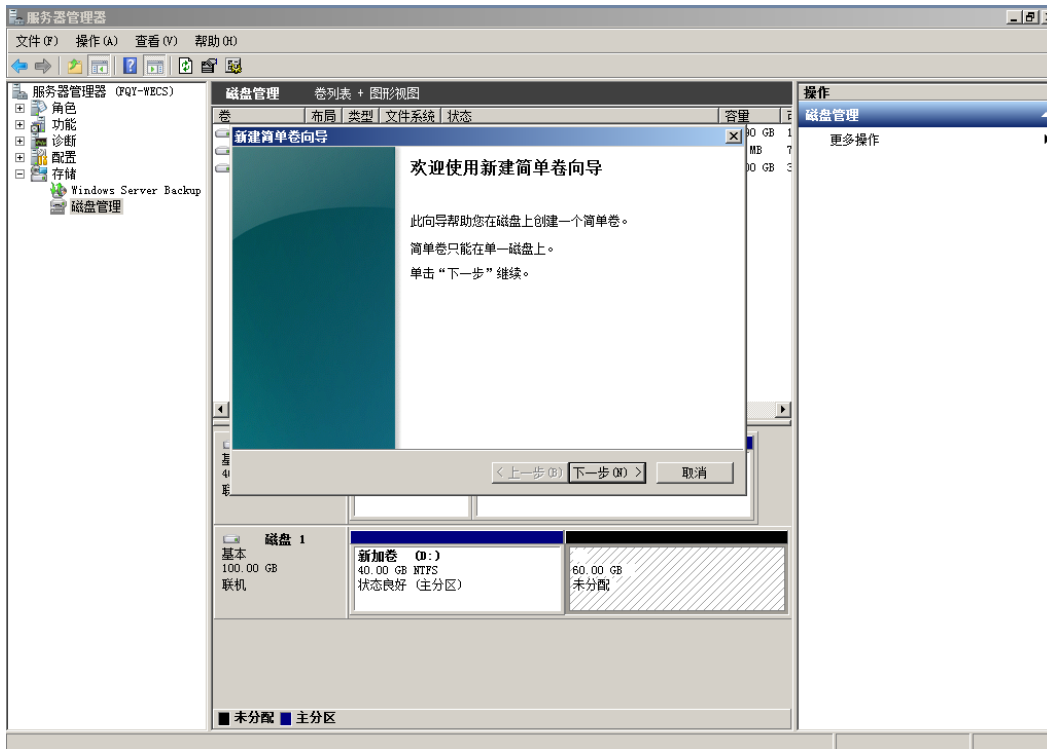 服务器管理器
文件(F) 操作(A) 查看(V) 帮助(H)
服务器管理器 (FQY-WECS)
角色
功能
诊断
配置
存储
Windows Server Backup
磁盘管理
磁盘管理 卷列表 + 图形视图
卷 布局 类型 文件系统 状态 容量
GB 1
MB 7
GB 3
新建简单卷向导
欢迎使用新建简单卷向导
此向导帮助您在磁盘上创建一个简单卷。
简单卷只能在单一磁盘上。
单击“下一步”继续。
<上一步(B) 下一步(N) > 取消
磁盘 1
基本
100.00 GB
联机
新加卷 (D:)
40.00 GB NTFS
状态良好 (主分区)
60.00 GB
未分配
未分配 主分区
操作
磁盘管理
更多操作